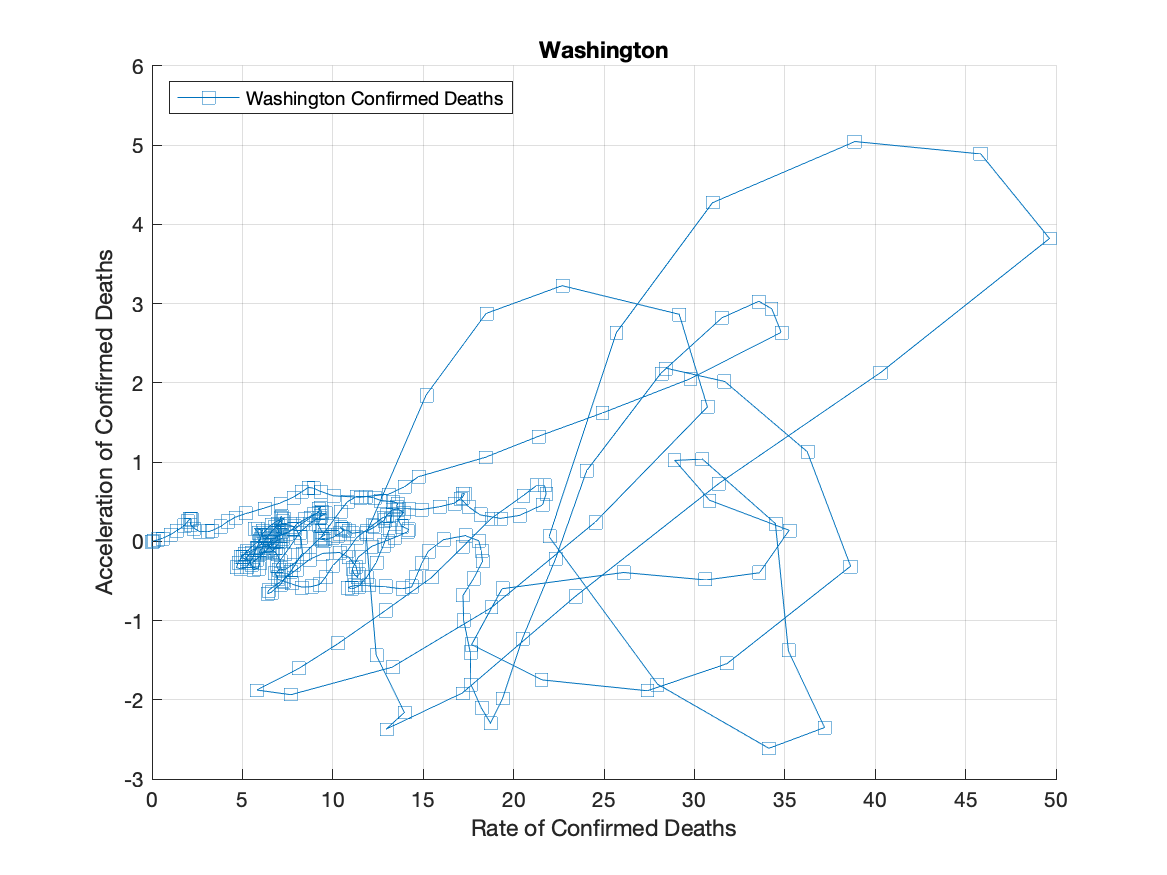 Washington
Washington Confirmed Deaths
6
5
4
3
2
1
0
-1
-2
-3
Acceleration of Confirmed Deaths
0 5 10 15 20 25 30 35 40 45 50
Rate of Confirmed Deaths